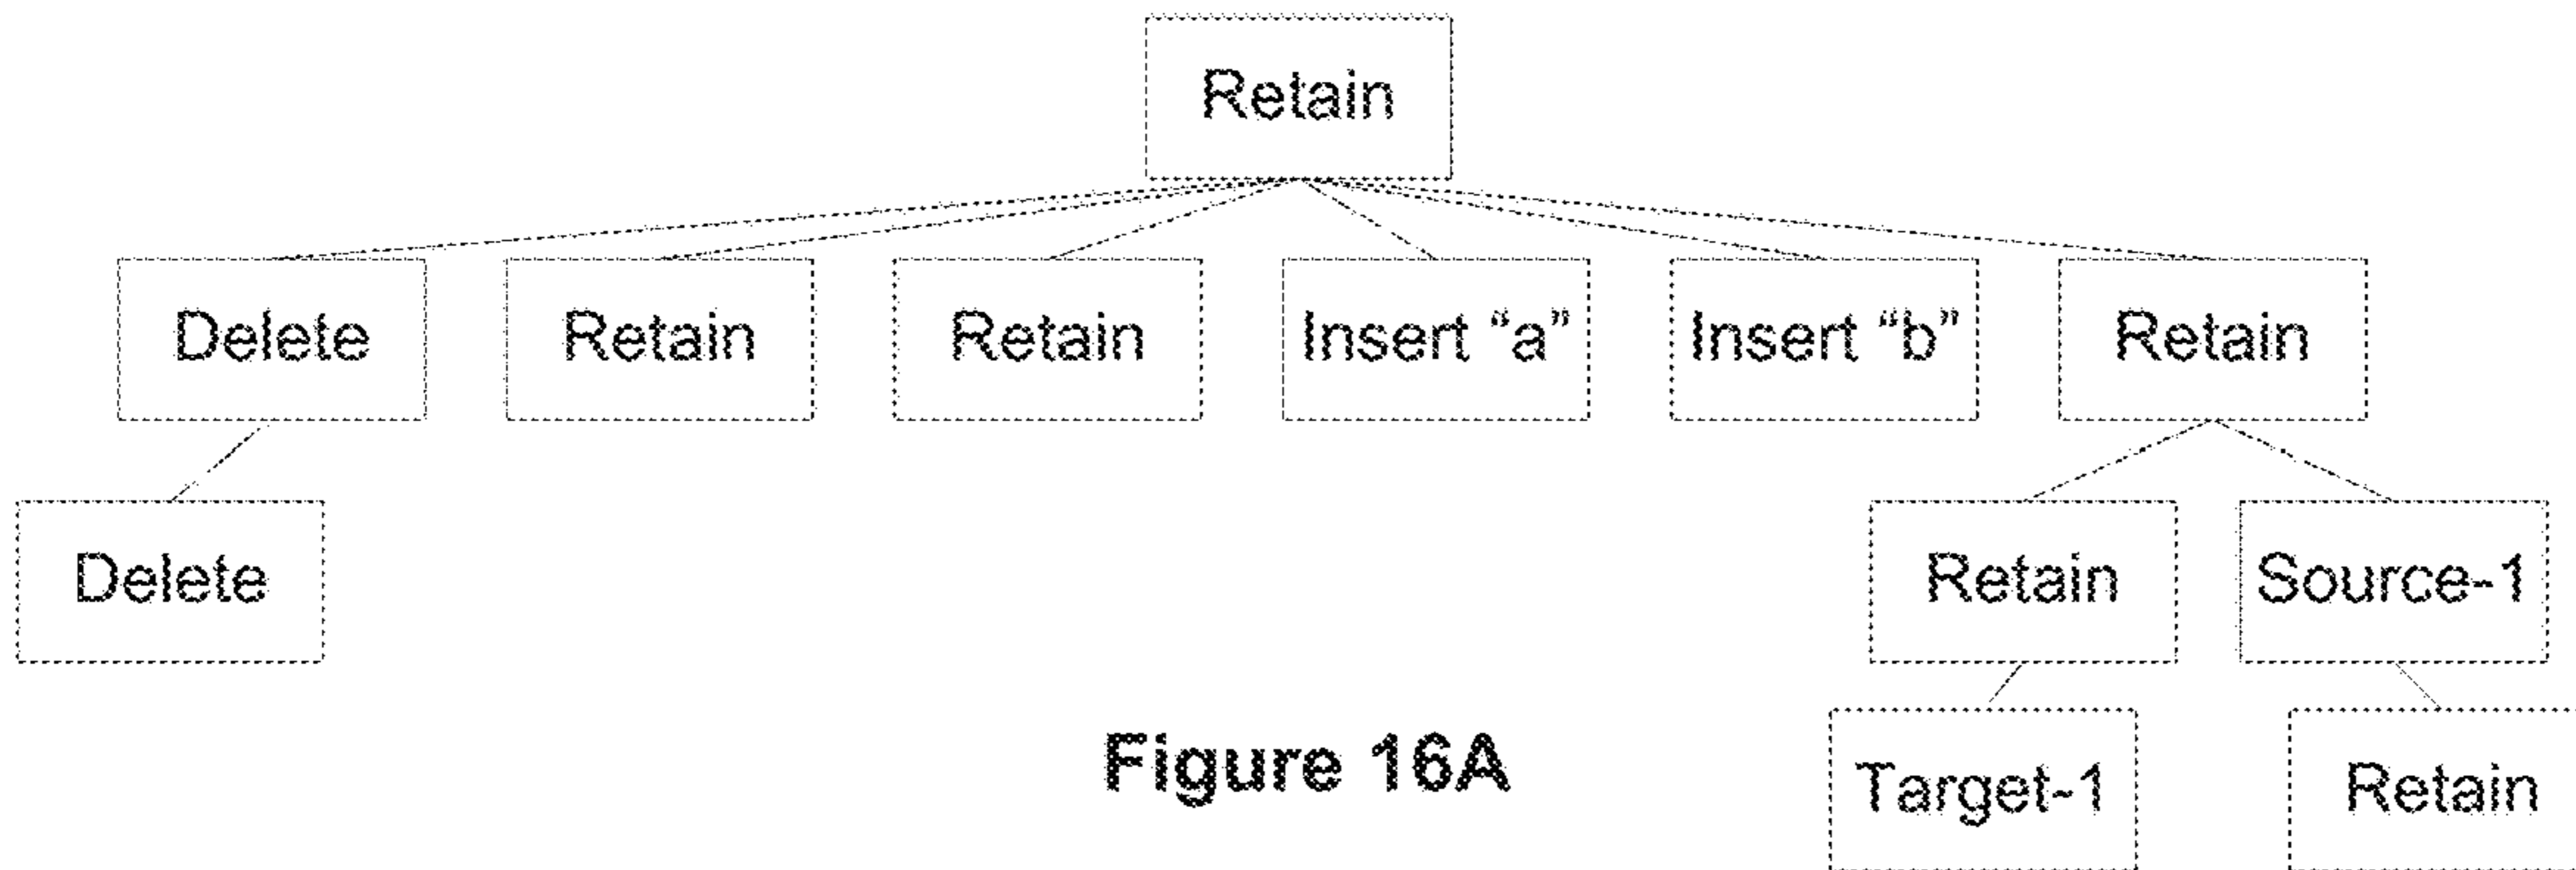 Retain
Delete
Retain
Retain
Insert “a”
Insert “b”
Retain
Delete
Retain
Source-1
Figure 16A
Target-1
Retain